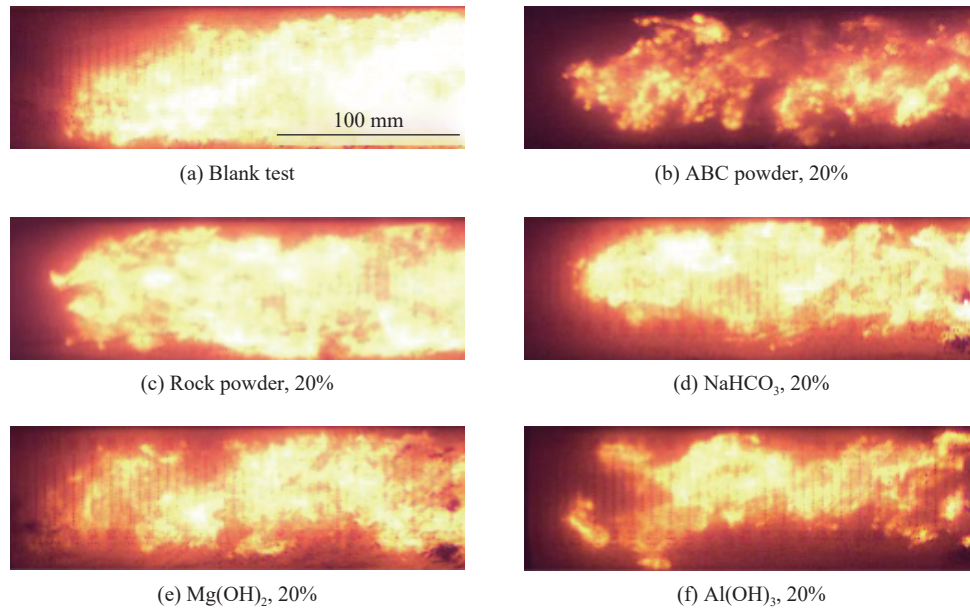 100 mm
(a) Blank test
(b) ABC powder, 20%
(c) Rock powder, 20%
(d) NaHCO₃, 20%
(e) Mg(OH)₂, 20%
(f) Al(OH)₃, 20%